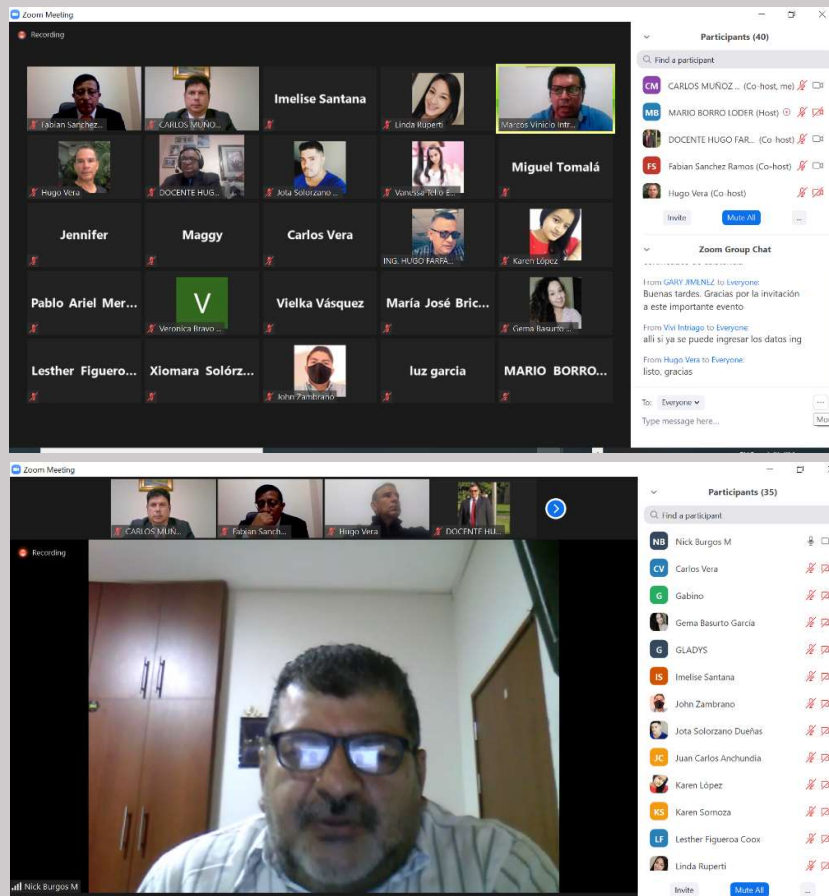 Zoom Meeting
Recording
Fabian Sanchez...
CARLOS MUÑO...
Imelise Santana
Linda Ruperti
Marcos Vinicio Intr...
Hugo Vera
DOCENTE HUG...
Jota Solorzano ...
Vanessa Tello E...
Miguel Tomalá
Jennifer
Maggy
Carlos Vera
ING. HUGO FARFA...
Karen López
Pablo Ariel Mer...
V
Veronica Bravo ...
Vielka Vásquez
María José Bric...
Gema Basurto ...
Lesther Figuero...
Xiomara Solórz...
John Zambrano
luz garcia
MARIO BORRO...
Participants (40)
Find a participant
CM CARLOS MUÑOZ ... (Co-host, me)
MB MARIO BORRO LODER (Host)
DOCENTE HUGO FAR... (Co-host)
FS Fabian Sanchez Ramos (Co-host)
Hugo Vera (Co-host)
Invite Mute All ...
Zoom Group Chat
From GARY JIMENEZ to Everyone:
Buenas tardes. Gracias por la invitación
a este importante evento
From Vivi Intriago to Everyone:
alli si ya se puede ingresar los datos ing
From Hugo Vera to Everyone:
listo, gracias
To: Everyone
Type message here...
Zoom Meeting
CARLOS MUÑ...
Fabian Sanch...
Hugo Vera
DOCENTE HU...
Recording
Nick Burgos M
Participants (35)
Find a participant
NB Nick Burgos M
CV Carlos Vera
G Gabino
Gema Basurto García
G GLADYS
IS Imelise Santana
John Zambrano
Jota Solorzano Dueñas
JC Juan Carlos Anchundia
Karen López
KS Karen Somoza
LF Lesther Figueroa Coox
Linda Ruperti
Invite Mute All ...